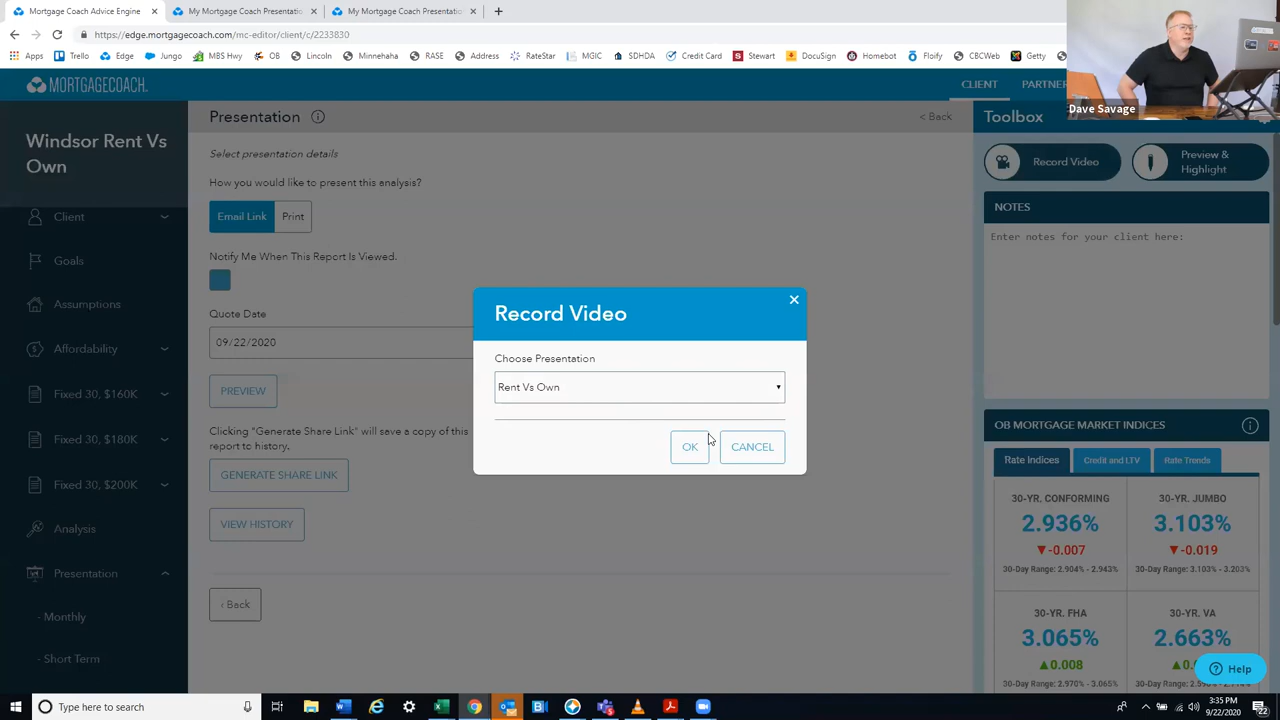 Mortgage Coach Advice Engine
My Mortgage Coach Presentatio
My Mortgage Coach Presentatio
https://edge.mortgagecoach.com/mc-editor/client/c/2233830
Apps
Trello
Edge
Jungo
MBS Hwy
OB
Lincoln
Minnehaha
RASE
Address
RateStar
MGIC
SDHDA
Credit Card
Stewart
DocuSign
Homebot
Floify
CBCWeb
Getty
Dave Savage
MORTGAGECOACH
CLIENT
PARTNER
Windsor Rent Vs
Own
Client
Goals
Assumptions
Affordability
Fixed 30, $160K
Fixed 30, $180K
Fixed 30, $200K
Analysis
Presentation
- Monthly
- Short Term
Presentation
< Back
Select presentation details
How you would like to present this analysis?
Email Link
Print
Notify Me When This Report Is Viewed.
Quote Date
09/22/2020
PREVIEW
Clicking "Generate Share Link" will save a copy of this
report to history.
GENERATE SHARE LINK
VIEW HISTORY
‹ Back
Record Video
Choose Presentation
Rent Vs Own
OK
CANCEL
Toolbox
Record Video
Preview &
Highlight
NOTES
Enter notes for your client here:
OB MORTGAGE MARKET INDICES
Rate Indices
Credit and LTV
Rate Trends
30-YR. CONFORMING
2.936%
▼-0.007
30-Day Range: 2.904% - 2.943%
30-YR. JUMBO
3.103%
▼-0.019
30-Day Range: 3.103% - 3.203%
30-YR. FHA
3.065%
▲0.008
30-Day Range: 2.970% - 3.065%
30-YR. VA
2.663%
Help
Type here to search
3:35 PM
9/22/2020
22